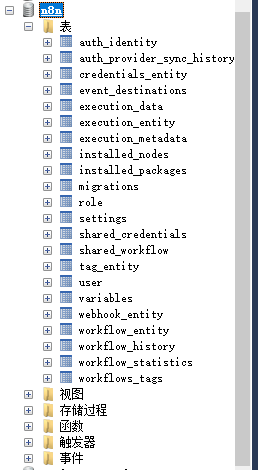 n8n
表
auth_identity
auth_provider_sync_history
credentials_entity
event_destinations
execution_data
execution_entity
execution_metadata
installed_nodes
installed_packages
migrations
role
settings
shared_credentials
shared_workflow
tag_entity
user
variables
webhook_entity
workflow_entity
workflow_history
workflow_statistics
workflows_tags
视图
存储过程
函数
触发器
事件